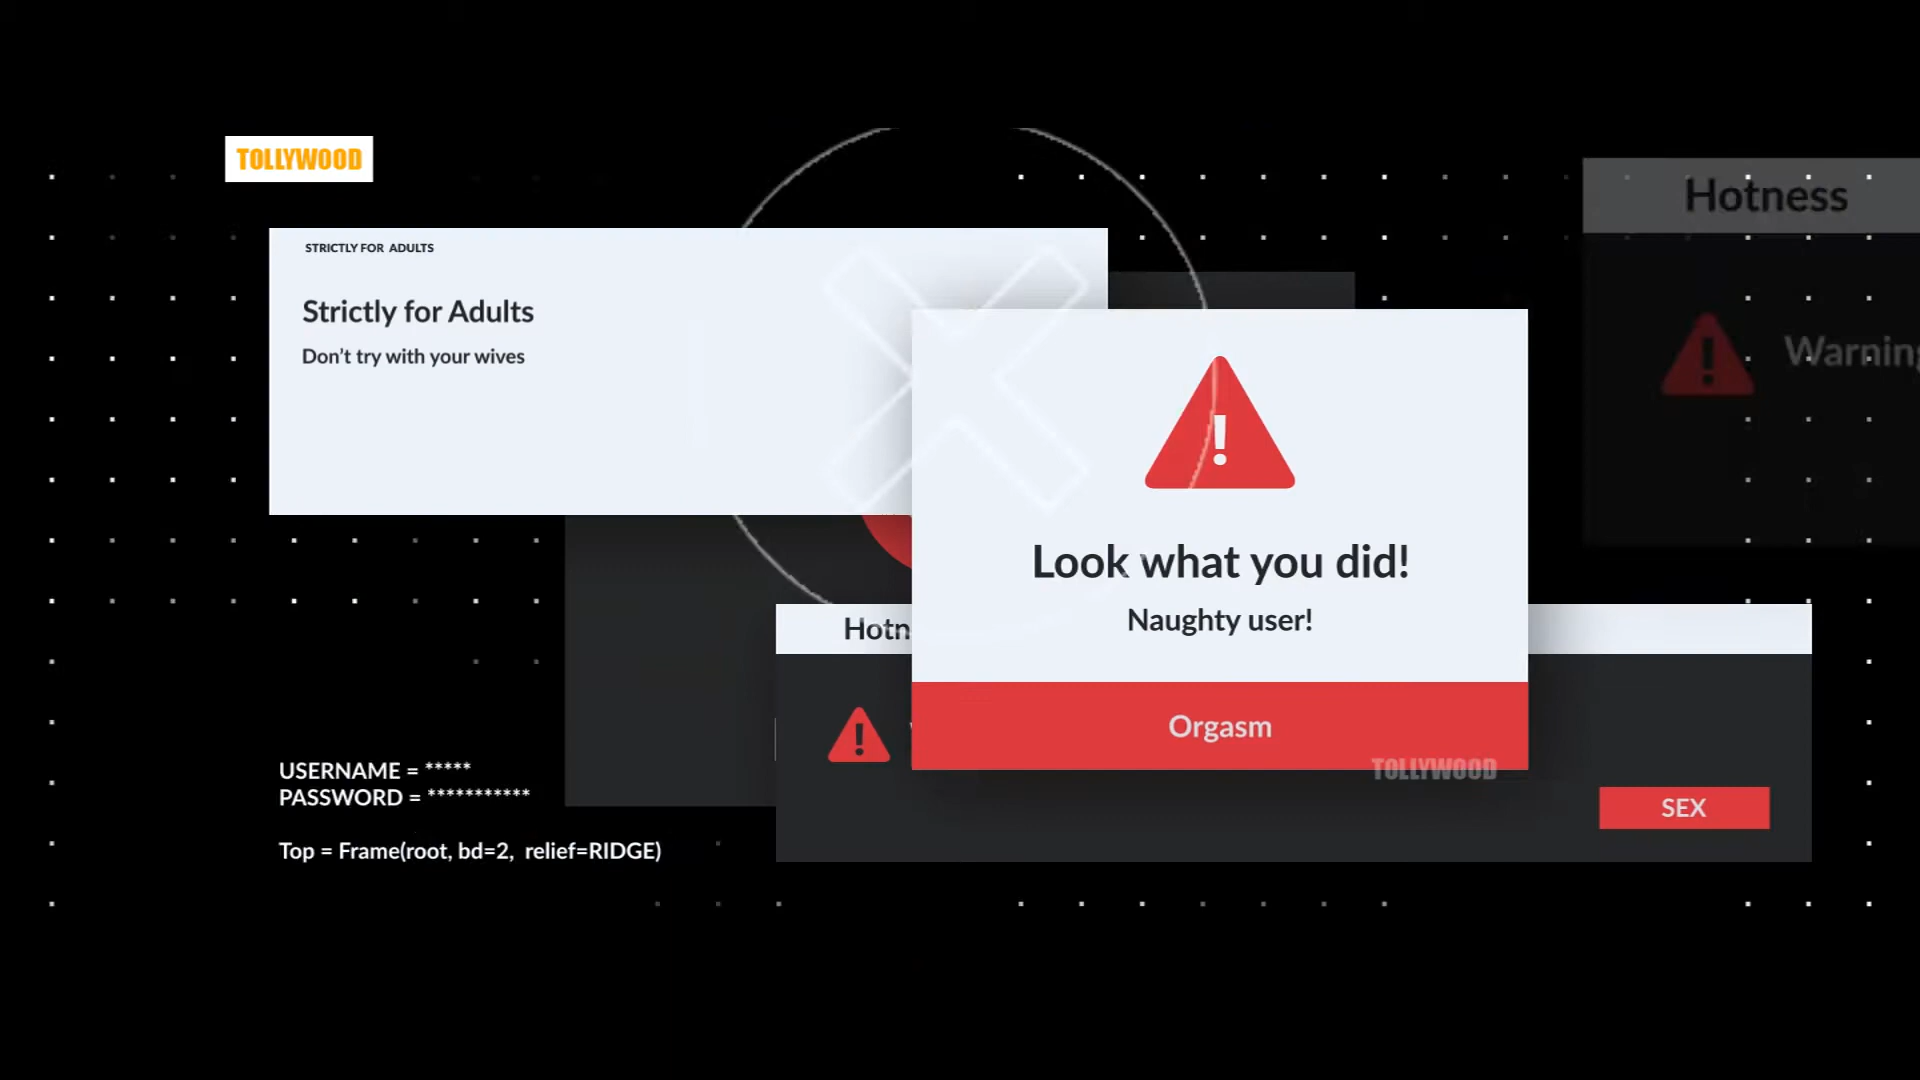 TOLLYWOOD
Hotness
STRICTLY FOR ADULTS
Strictly for Adults
Don't try with your wives
Warning
Look what you did!
Naughty user!
Hotn
Orgasm
TOLLYWOOD
SEX
USERNAME = *****
PASSWORD = ***********
Top = Frame(root, bd=2, relief=RIDGE)